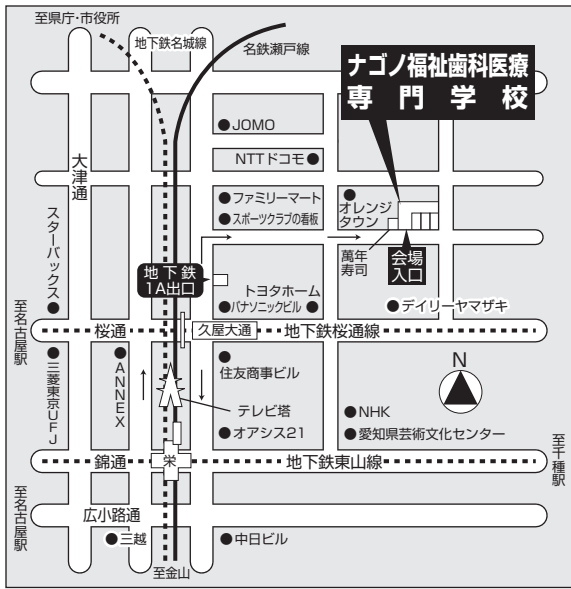 至県庁・市役所
地下鉄名城線
名鉄瀬戸線
ナゴノ福祉歯科医療
専門学校
JOMO
NTTドコモ
大津通
ファミリーマート
スポーツクラブの看板
オレンジ
タウン
萬年
寿司
会場
入口
スターバックス
地下鉄
1A出口
トヨタホーム
パナソニックビル
デイリーヤマザキ
至名古屋駅
桜通
久屋大通
地下鉄桜通線
三菱東京UFJ
ANNEX
住友商事ビル
N
テレビ塔
オアシス21
NHK
愛知県芸術文化センター
至千種駅
錦通
栄
地下鉄東山線
至名古屋駅
広小路通
三越
中日ビル
至金山